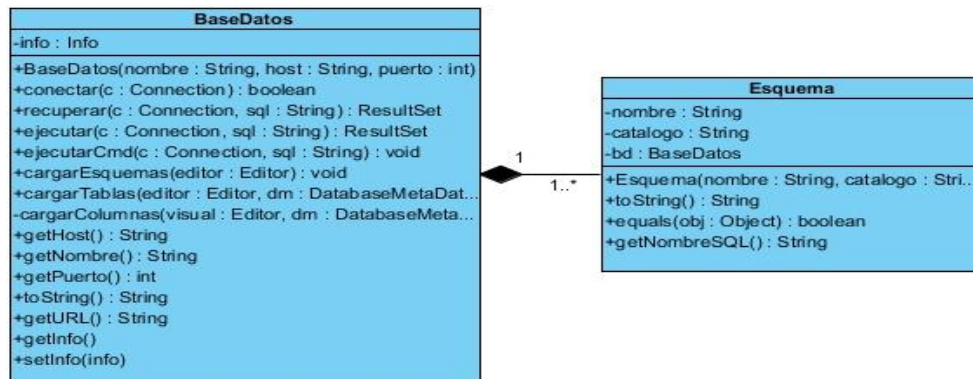 BaseDatos
-info : Info
+BaseDatos(nombre : String, host : String, puerto : int)
+conectar(c : Connection) : boolean
+recuperar(c : Connection, sql : String) : ResultSet
+ejecutar(c : Connection, sql : String) : ResultSet
+ejecutarCmd(c : Connection, sql : String) : void
+cargarEsquemas(editor : Editor) : void
+cargarTablas(editor : Editor, dm : DatabaseMetaDat...
-cargarColumnas(visual : Editor, dm : DatabaseMeta...
+getHost() : String
+getNombre() : String
+getPuerto() : int
+toString() : String
+getURL() : String
+getInfo()
+setInfo(info)
1
1..*
Esquema
-nombre : String
-catalogo : String
-bd : BaseDatos
+Esquema(nombre : String, catalogo : Stri...
+toString() : String
+equals(obj : Object) : boolean
+getNombreSQL() : String